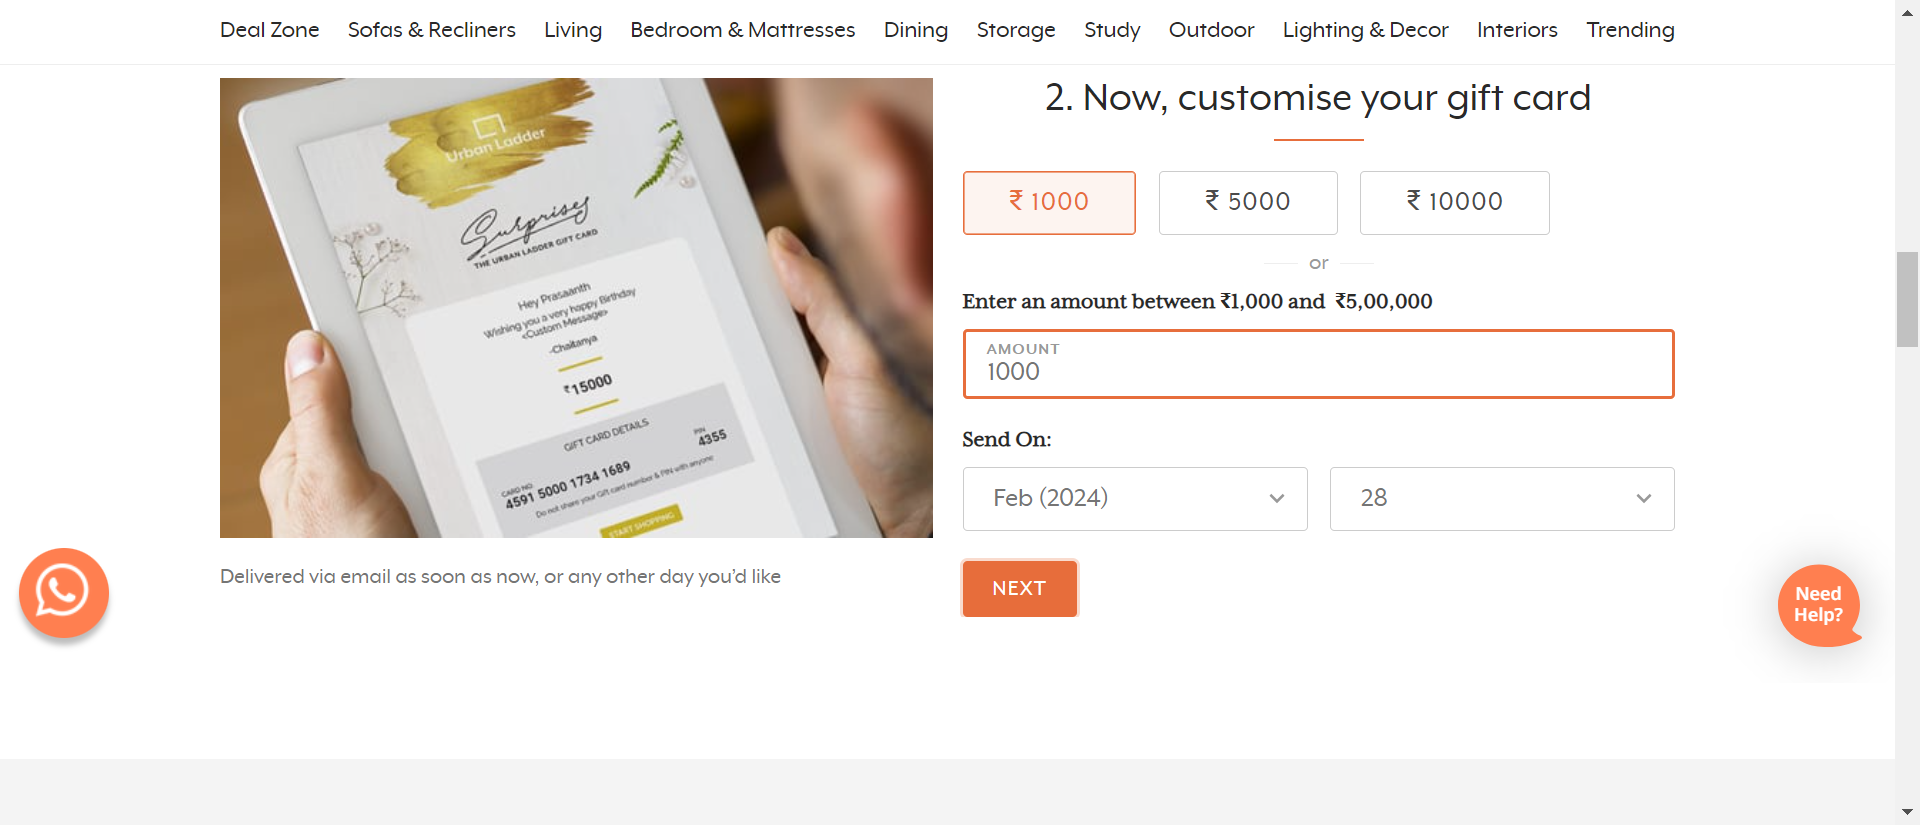 Deal Zone Sofas & Recliners Living Bedroom & Mattresses Dining Storage Study Outdoor Lighting & Decor Interiors Trending
Urban Ladder
Surprises
THE URBAN LADDER GIFT CARD
Hey Prasaanth
Wishing you a very happy Birthday
<Custom Message>
-Chaitanya
₹15000
GIFT CARD DETAILS
CARD NO.
4591 5000 1734 1689
PIN
4355
Do not share your Gift card number & PIN with anyone
START SHOPPING
Delivered via email as soon as now, or any other day you'd like
2. Now, customise your gift card
₹ 1000 ₹ 5000 ₹ 10000
or
Enter an amount between ₹1,000 and ₹5,00,000
AMOUNT
1000
Send On:
Feb (2024) 28
NEXT
Need
Help?